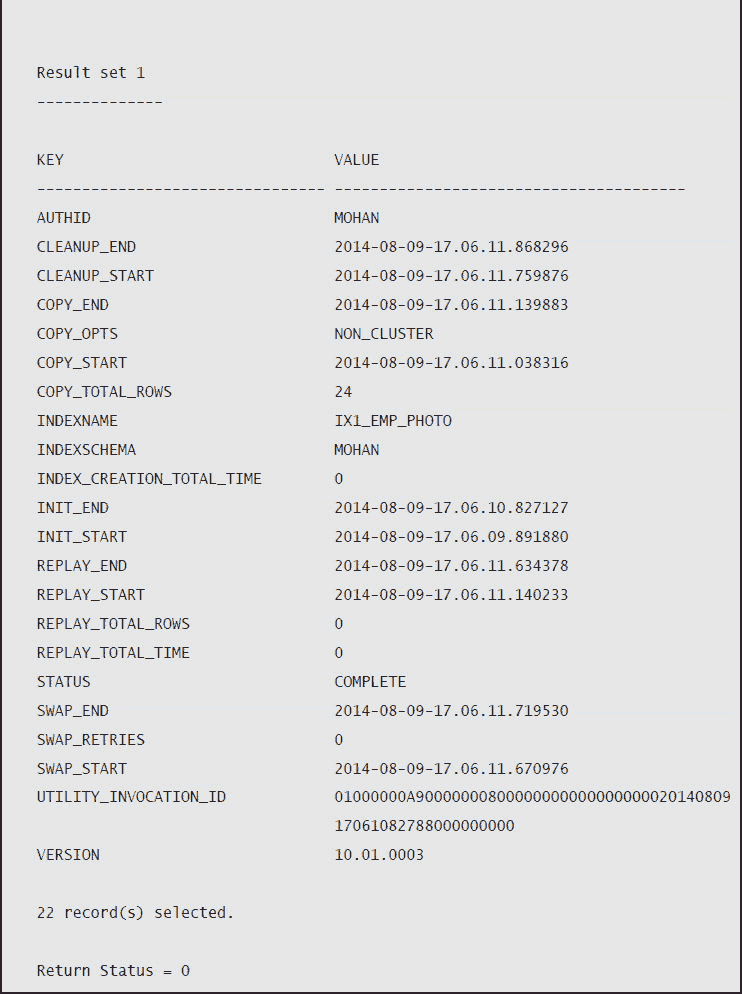 Result set 1
--------------
KEY                              VALUE
-------------------------------- ---------------------------------------
AUTHID                           MOHAN
CLEANUP_END                      2014-08-09-17.06.11.868296
CLEANUP_START                    2014-08-09-17.06.11.759876
COPY_END                         2014-08-09-17.06.11.139883
COPY_OPTS                        NON_CLUSTER
COPY_START                       2014-08-09-17.06.11.038316
COPY_TOTAL_ROWS                  24
INDEXNAME                        IX1_EMP_PHOTO
INDEXSCHEMA                      MOHAN
INDEX_CREATION_TOTAL_TIME        0
INIT_END                         2014-08-09-17.06.10.827127
INIT_START                       2014-08-09-17.06.09.891880
REPLAY_END                       2014-08-09-17.06.11.634378
REPLAY_START                     2014-08-09-17.06.11.140233
REPLAY_TOTAL_ROWS                0
REPLAY_TOTAL_TIME                0
STATUS                           COMPLETE
SWAP_END                         2014-08-09-17.06.11.719530
SWAP_RETRIES                     0
SWAP_START                       2014-08-09-17.06.11.670976
UTILITY_INVOCATION_ID            01000000A90000000800000000000000000020140809
                                 17061082788000000000
VERSION                          10.01.0003
22 record(s) selected.
Return Status = 0